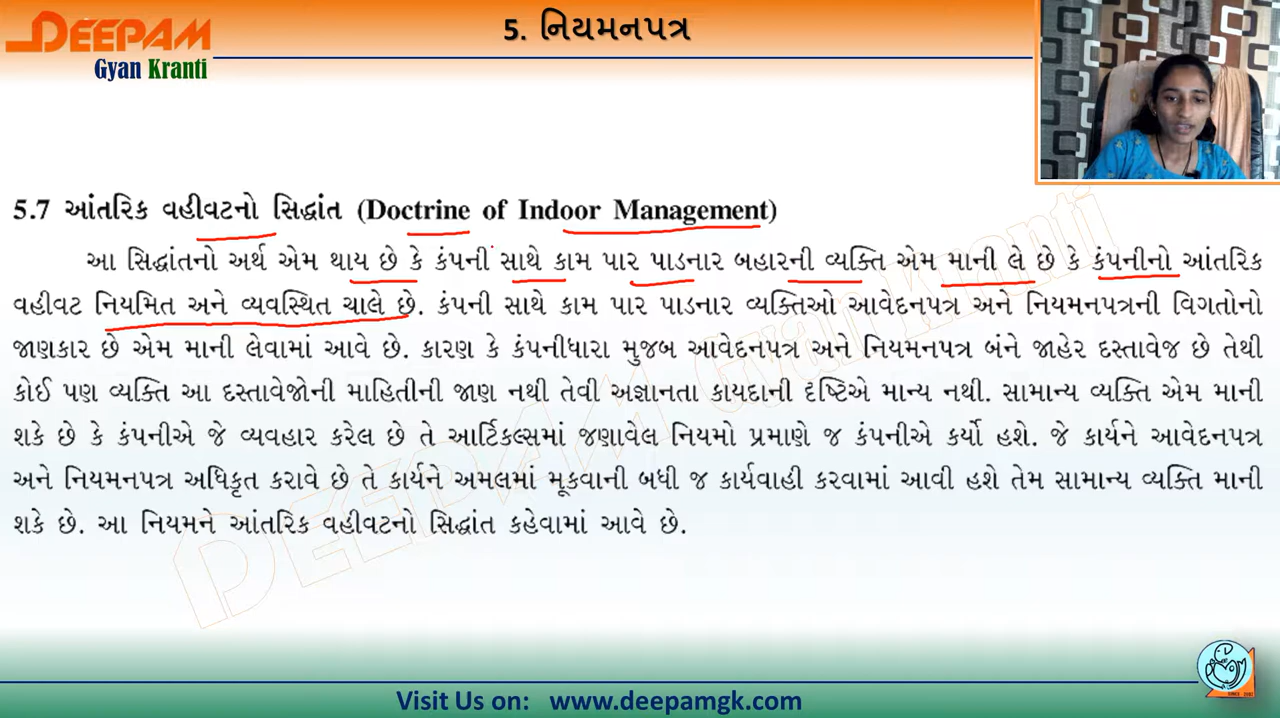 DEEPAM
Gyan Kranti
5. નિયમનપત્ર
5.7 આંતરિક વહીવટનો સિદ્ધાંત (Doctrine of Indoor Management)
આ સિદ્ધાંતનો અર્થ એમ થાય છે કે કંપની સાથે કામ પાર પાડનાર બહારની વ્યક્તિ એમ માની લે છે કે કંપનીનો આંતરિક
વહીવટ નિયમિત અને વ્યવસ્થિત ચાલે છે. કંપની સાથે કામ પાર પાડનાર વ્યક્તિઓ આવેદનપત્ર અને નિયમનપત્રની વિગતોનો
જાણકાર છે એમ માની લેવામાં આવે છે. કારણ કે કંપનીધારા મુજબ આવેદનપત્ર અને નિયમનપત્ર બંને જાહેર દસ્તાવેજ છે તેથી
કોઈ પણ વ્યક્તિ આ દસ્તાવેજોની માહિતીની જાણ નથી તેવી અજ્ઞાનતા કાયદાની દૃષ્ટિએ માન્ય નથી. સામાન્ય વ્યક્તિ એમ માની
શકે છે કે કંપનીએ જે વ્યવહાર કરેલ છે તે આર્ટિકલ્સમાં જણાવેલ નિયમો પ્રમાણે જ કંપનીએ કર્યો હશે. જે કાર્યને આવેદનપત્ર
અને નિયમનપત્ર અધિકૃત કરાવે છે તે કાર્યને અમલમાં મૂકવાની બધી જ કાર્યવાહી કરવામાં આવી હશે તેમ સામાન્ય વ્યક્તિ માની
શકે છે. આ નિયમને આંતરિક વહીવટનો સિદ્ધાંત કહેવામાં આવે છે.
DEEPAM Gyan Kranti
Visit Us on: www.deepamgk.com